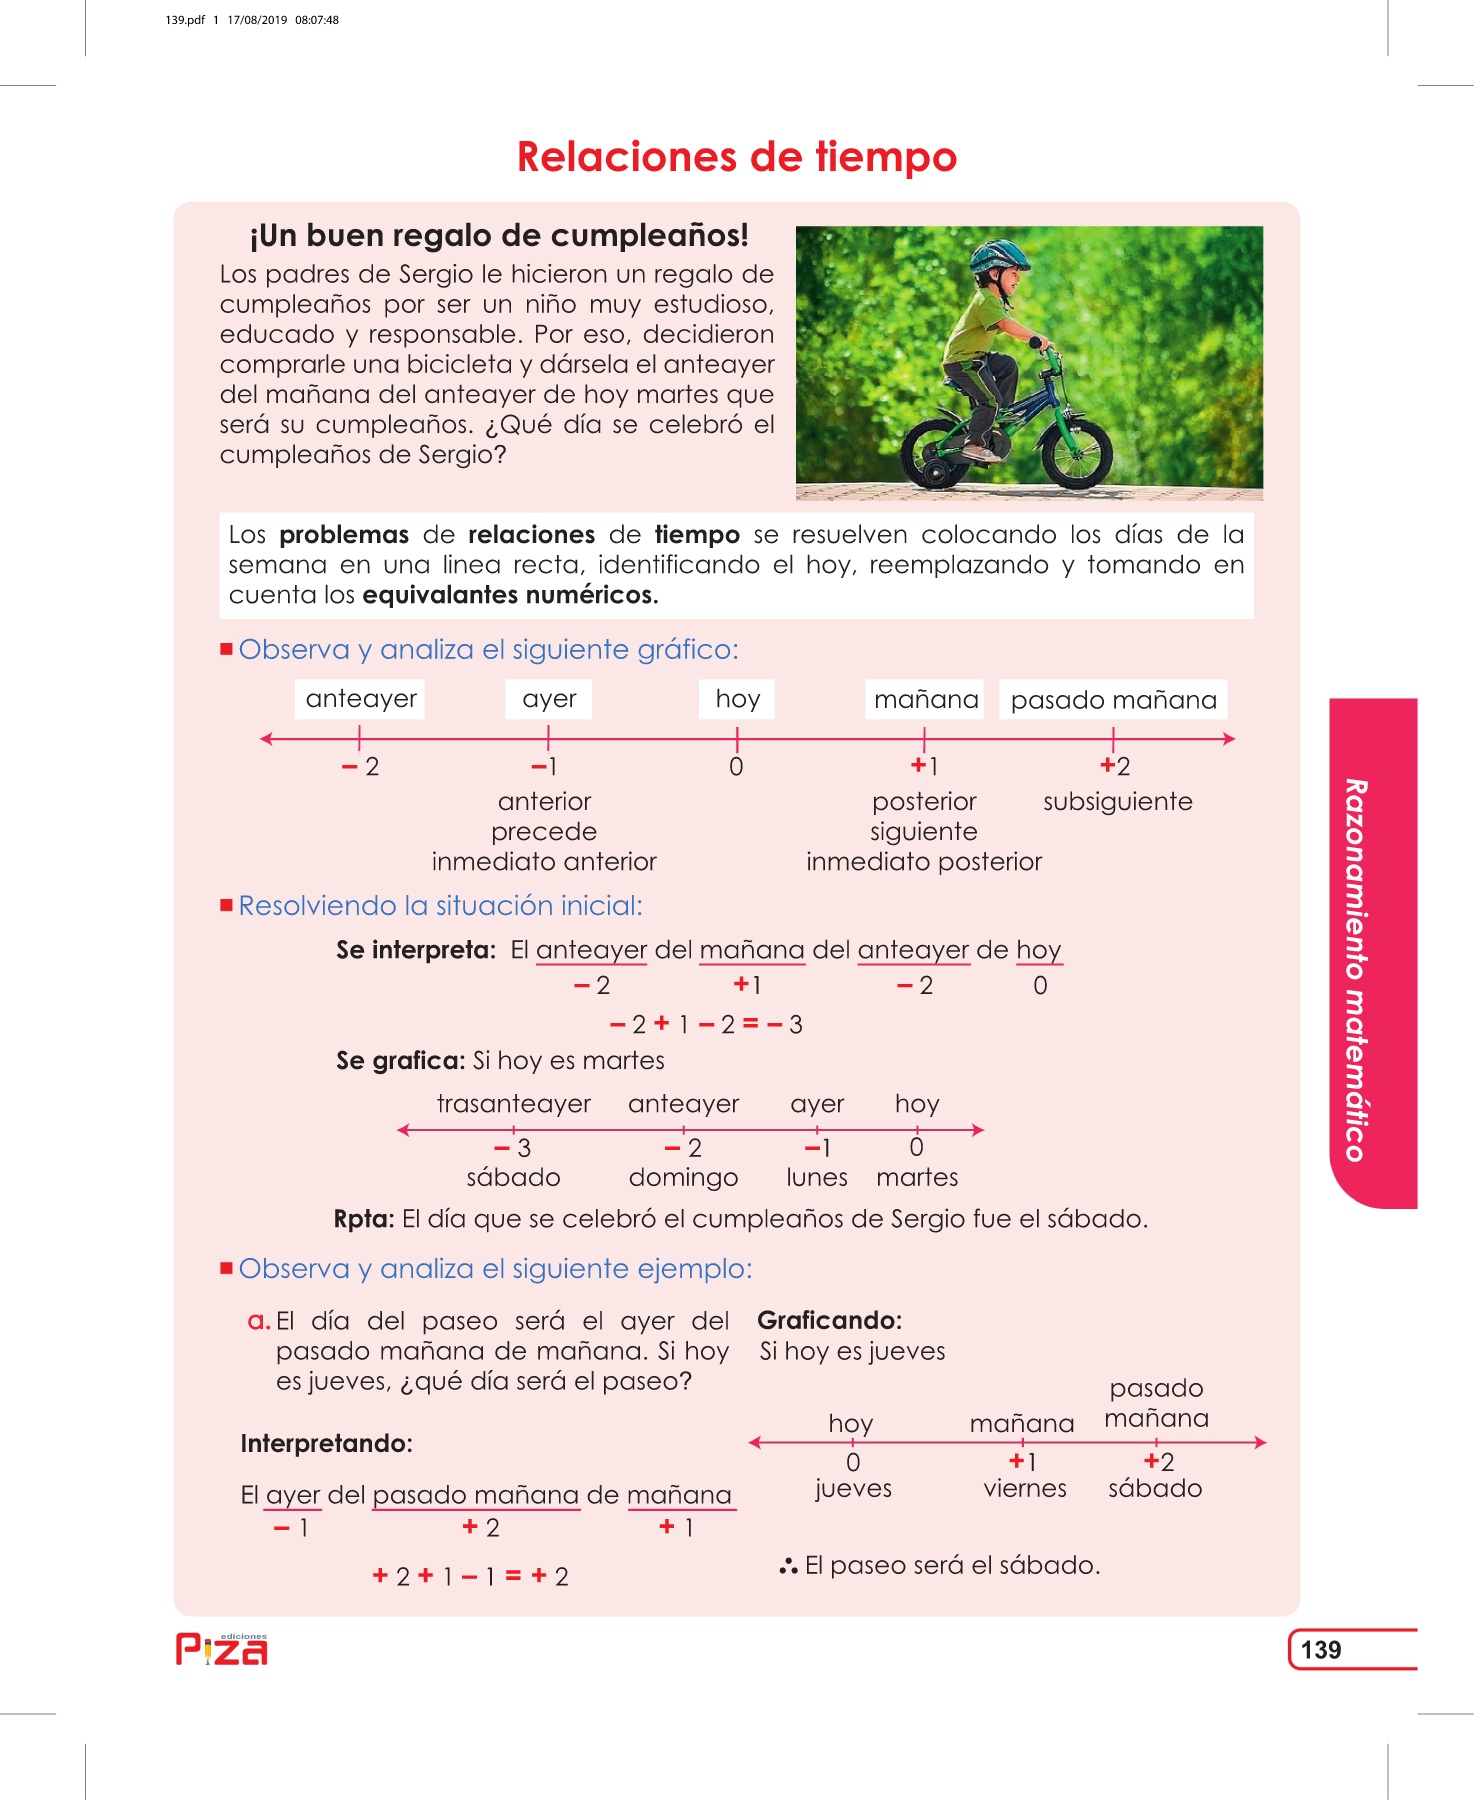 139.pdf 1 17/08/2019 08:07:48
Relaciones de tiempo
¡Un buen regalo de cumpleaños!
Los padres de Sergio le hicieron un regalo de
cumpleaños por ser un niño muy estudioso,
educado y responsable. Por eso, decidieron
comprarle una bicicleta y dársela el anteayer
del mañana del anteayer de hoy martes que
será su cumpleaños. ¿Qué día se celebró el
cumpleaños de Sergio?
Los problemas de relaciones de tiempo se resuelven colocando los días de la
semana en una linea recta, identificando el hoy, reemplazando y tomando en
cuenta los equivalantes numéricos.
Observa y analiza el siguiente gráfico:
anteayer ayer hoy mañana pasado mañana
– 2 –1 0 +1 +2
anterior posterior subsiguiente
precede siguiente
inmediato anterior inmediato posterior
Resolviendo la situación inicial:
Se interpreta: El anteayer del mañana del anteayer de hoy
– 2 +1 – 2 0
– 2 + 1 – 2 = – 3
Se grafica: Si hoy es martes
trasanteayer anteayer ayer hoy
– 3 – 2 –1 0
sábado domingo lunes martes
Rpta: El día que se celebró el cumpleaños de Sergio fue el sábado.
Observa y analiza el siguiente ejemplo:
a. El día del paseo será el ayer del
pasado mañana de mañana. Si hoy
es jueves, ¿qué día será el paseo?
Interpretando:
El ayer del pasado mañana de mañana
– 1 + 2 + 1
+ 2 + 1 – 1 = + 2
Graficando:
Si hoy es jueves
pasado
hoy mañana mañana
0 +1 +2
jueves viernes sábado
∴ El paseo será el sábado.
Razonamiento matemático
ediciones
Piza
139